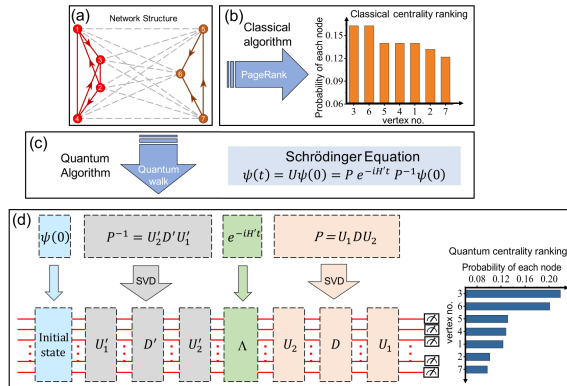 (a)
Network Structure
1
5
3
6
2
4
7
(b)
Classical
algorithm
PageRank
Classical centrality ranking
Probability of each node
0.15
0.12
0.09
0.06
3 6 5 4 1 2 7
vertex no.
(c)
Quantum
Algorithm
Quantum
walk
Schrödinger Equation
ψ(t) = Uψ(0) = P e^{-iH't} P^{-1}ψ(0)
(d)
ψ(0)
P^{-1} = U'_2D'U'_1
e^{-iH't}
P = U_1DU_2
SVD
SVD
Initial
state
U'_1
D'
U'_2
Λ
U_2
D
U_1
Quantum centrality ranking
Probability of each node
0.08 0.12 0.16 0.20
vertex no.
3
6
5
4
1
2
7